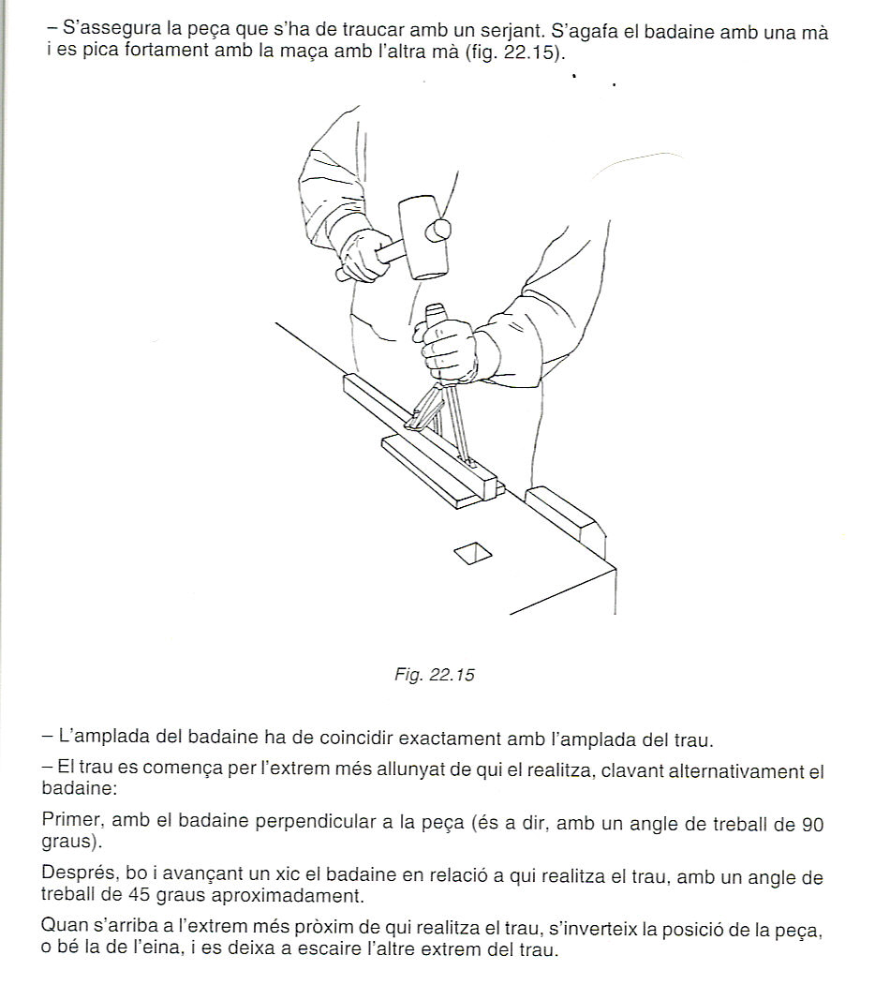 – S'assegura la peça que s'ha de traucar amb un serjant. S'agafa el badaine amb una mà
i es pica fortament amb la maça amb l'altra mà (fig. 22.15).
Fig. 22.15
– L'amplada del badaine ha de coincidir exactament amb l'amplada del trau.
– El trau es comença per l'extrem més allunyat de qui el realitza, clavant alternativament el
badaine:
Primer, amb el badaine perpendicular a la peça (és a dir, amb un angle de treball de 90
graus).
Després, bo i avançant un xic el badaine en relació a qui realitza el trau, amb un angle de
treball de 45 graus aproximadament.
Quan s'arriba a l'extrem més pròxim de qui realitza el trau, s'inverteix la posició de la peça,
o bé la de l'eina, i es deixa a escaire l'altre extrem del trau.